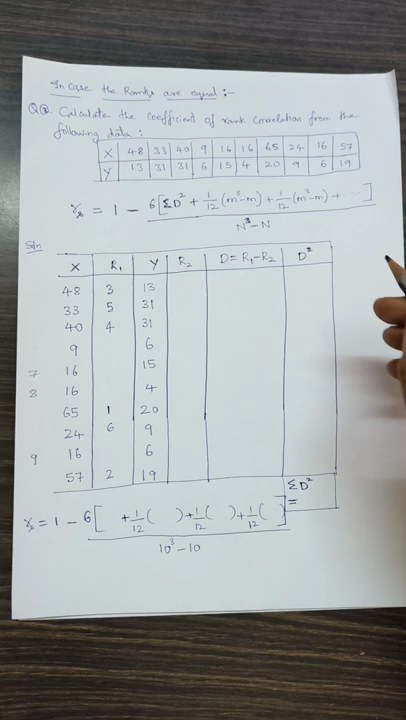 In Case the Ranks are equal :-
Q③. Calculate the coefficient of rank correlation from the
following data :
X 48 33 40 9 16 16 65 24 16 57
Y 13 31 31 6 15 4 20 9 6 19
r_s = 1 - 6[ΣD² + 1/12 (m³-m) + 1/12 (m³-m) + ....] / N³-N
Soln
X R₁ Y R₂ D=R₁-R₂ D²
48 3 13
33 5 31
40 4 31
9 6
7 16 15
8 16 4
65 1 20
24 6 9
9 16 6
57 2 19
ΣD²
=
r_s = 1 - 6[ +1/12( )+1/12( )+1/12( ] / 10³-10